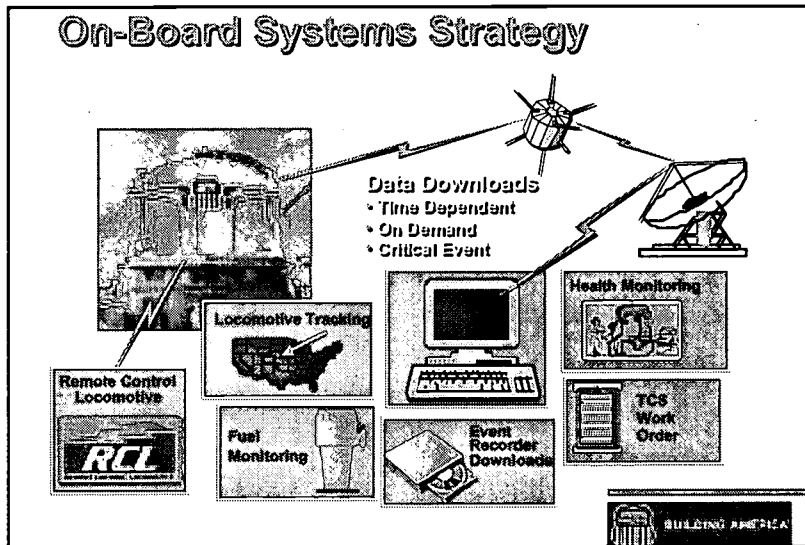 On-Board Systems Strategy
Data Downloads
• Time Dependent
• On Demand
• Critical Event
Health Monitoring
Locomotive Tracking
Remote Control
Locomotive
RCL
Fuel
Monitoring
Event
Recorder
Downloads
TCS
Work
Order
BUILDING AMERICA